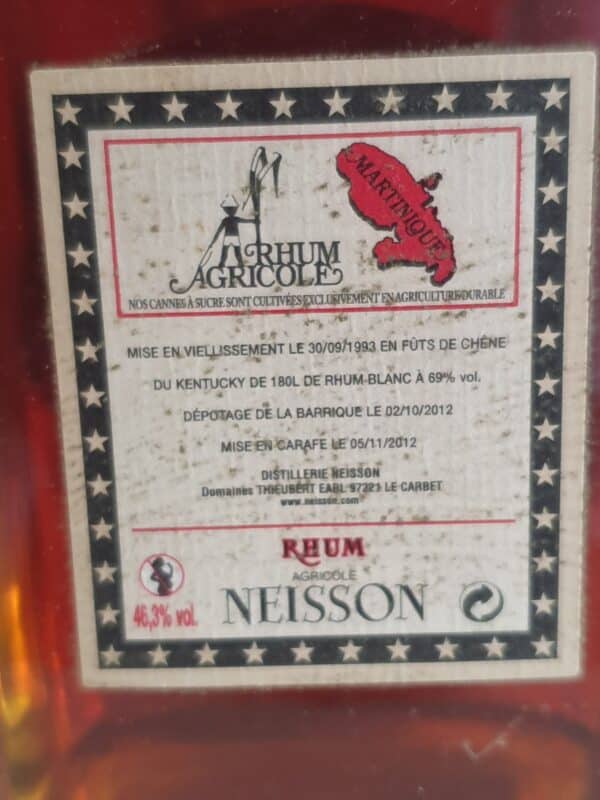 MARTINIQUE
RHUM
AGRICOLE
NOS CANNES À SUCRE SONT CULTIVÉES EXCLUSIVEMENT EN AGRICULTURE DURABLE
MISE EN VIELLISSEMENT LE 30/09/1993 EN FÛTS DE CHÊNE
DU KENTUCKY DE 180L DE RHUM-BLANC À 69% vol.
DÉPOTAGE DE LA BARRIQUE LE 02/10/2012
MISE EN CARAFE LE 05/11/2012
DISTILLERIE NEISSON
Domaines THIEUBERT EARL 97221 LE CARBET
www.neisson.com
RHUM
AGRICOLE
46,3% vol.
NEISSON